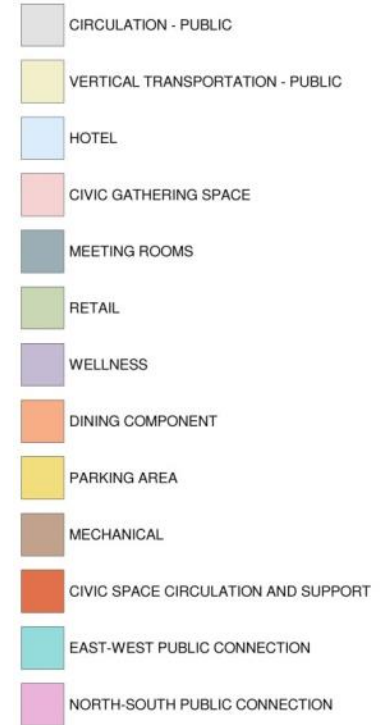 CIRCULATION - PUBLIC
VERTICAL TRANSPORTATION - PUBLIC
HOTEL
CIVIC GATHERING SPACE
MEETING ROOMS
RETAIL
WELLNESS
DINING COMPONENT
PARKING AREA
MECHANICAL
CIVIC SPACE CIRCULATION AND SUPPORT
EAST-WEST PUBLIC CONNECTION
NORTH-SOUTH PUBLIC CONNECTION